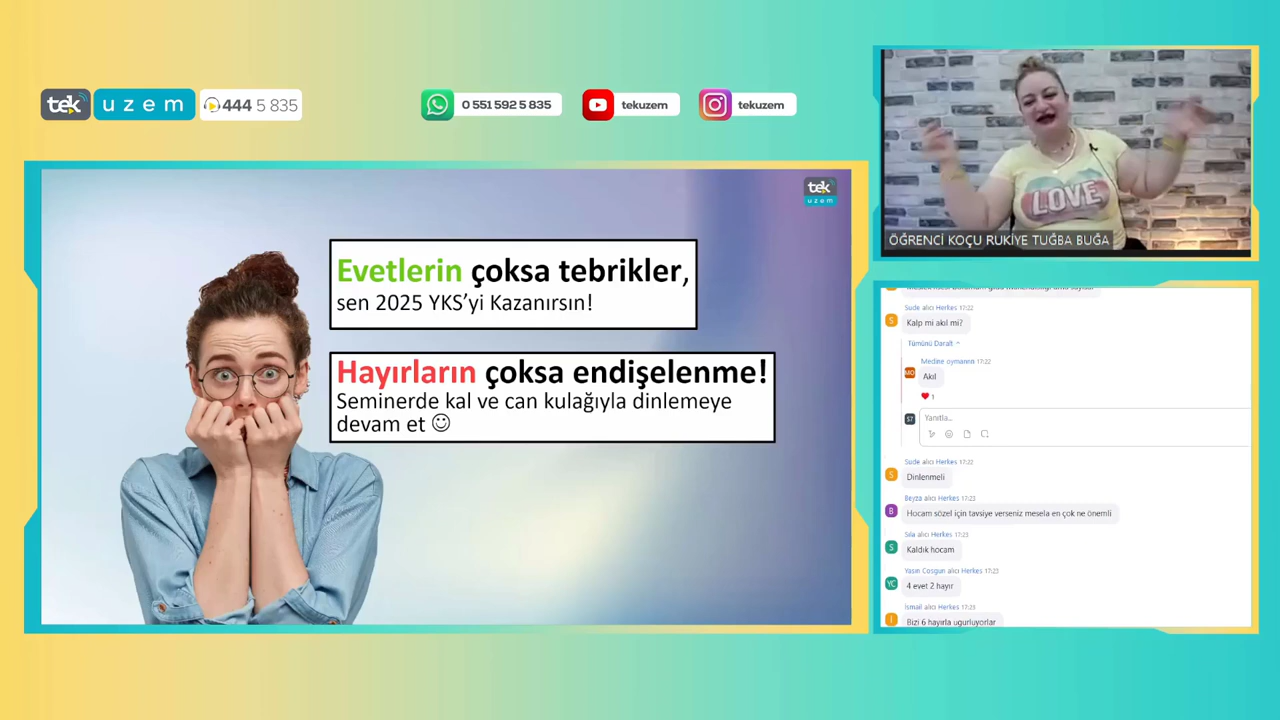 tek uzem 444 5 835
0 551 592 5 835
tekuzem
tekuzem
tek
uzem
Evetlerin çoksa tebrikler,
sen 2025 YKS'yi Kazanırsın!
Hayırların çoksa endişelenme!
Seminerde kal ve can kulağıyla dinlemeye
devam et
LOVE
ÖĞRENCİ KOÇU RUKİYE TUĞBA BUĞA
Sude alıcı Herkes 17:22
S
Kalp mi akıl mi?
Tümünü Daralt
Medine oymanın 17:22
MO
Akıl
1
Yanıtla...
Sude alıcı Herkes 17:22
S
Dinlenmeli
Beyza alıcı Herkes 17:23
B
Hocam sözel için tavsiye verseniz mesela en çok ne önemli
Sıla alıcı Herkes 17:23
S
Kaldık hocam
Yasin Coşgun alıcı Herkes 17:23
YC
4 evet 2 hayır
İsmail alıcı Herkes 17:23
I
Bizi 6 hayırla ugurluyorlar